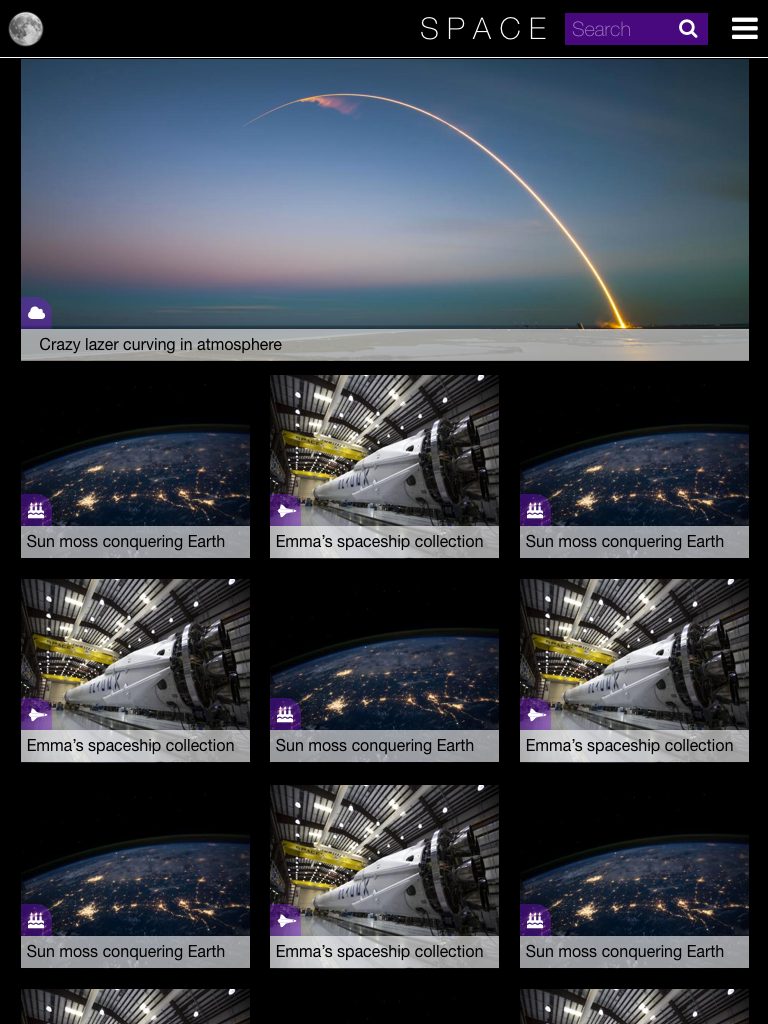 SPACE
Search
Crazy lazer curving in atmosphere
Sun moss conquering Earth
Emma’s spaceship collection
Sun moss conquering Earth
Emma’s spaceship collection
Sun moss conquering Earth
Emma’s spaceship collection
Sun moss conquering Earth
Emma’s spaceship collection
Sun moss conquering Earth